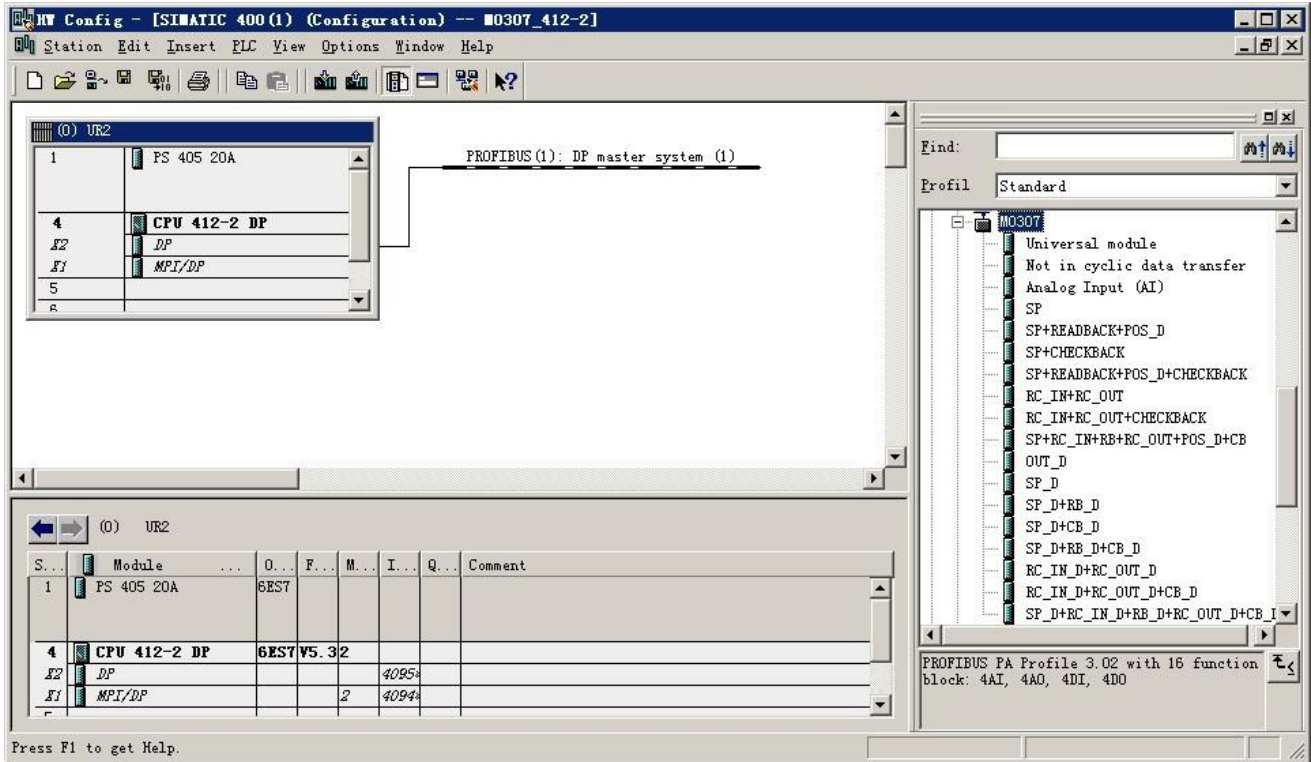 HW Config - [SIMATIC 400(1) (Configuration) -- M0307_412-2]
Station Edit Insert PLC View Options Window Help
(0) UR2
1 PS 405 20A
4 CPU 412-2 DP
X2 DP
X1 MPI/DP
5
6
PROFIBUS(1): DP master system (1)
Find:
Profil Standard
M0307
Universal module
Not in cyclic data transfer
Analog Input (AI)
SP
SP+READBACK+POS_D
SP+CHECKBACK
SP+READBACK+POS_D+CHECKBACK
RC_IN+RC_OUT
RC_IN+RC_OUT+CHECKBACK
SP+RC_IN+RB+RC_OUT+POS_D+CB
OUT_D
SP_D
SP_D+RB_D
SP_D+CB_D
SP_D+RB_D+CB_D
RC_IN_D+RC_OUT_D
RC_IN_D+RC_OUT_D+CB_D
SP_D+RC_IN_D+RB_D+RC_OUT_D+CB_D
PROFIBUS PA Profile 3.02 with 16 function
block: 4AI, 4AO, 4DI, 4DO
(0) UR2
S... Module ... O... F... M... I... Q... Comment
1 PS 405 20A 6ES7
4 CPU 412-2 DP 6ES7 V5.3 2
X2 DP 4095*
X1 MPI/DP 2 4094*
5
Press F1 to get Help.